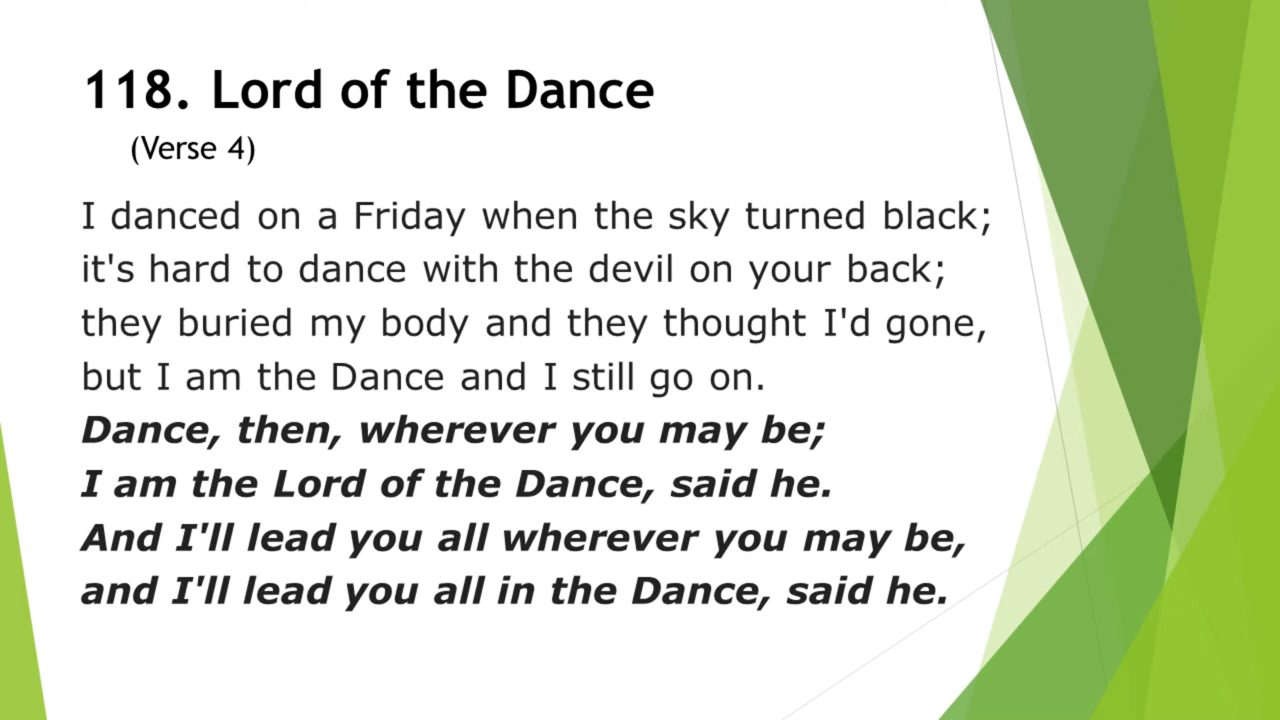 118. Lord of the Dance
(Verse 4)
I danced on a Friday when the sky turned black;
it's hard to dance with the devil on your back;
they buried my body and they thought I'd gone,
but I am the Dance and I still go on.
Dance, then, wherever you may be;
I am the Lord of the Dance, said he.
And I'll lead you all wherever you may be,
and I'll lead you all in the Dance, said he.